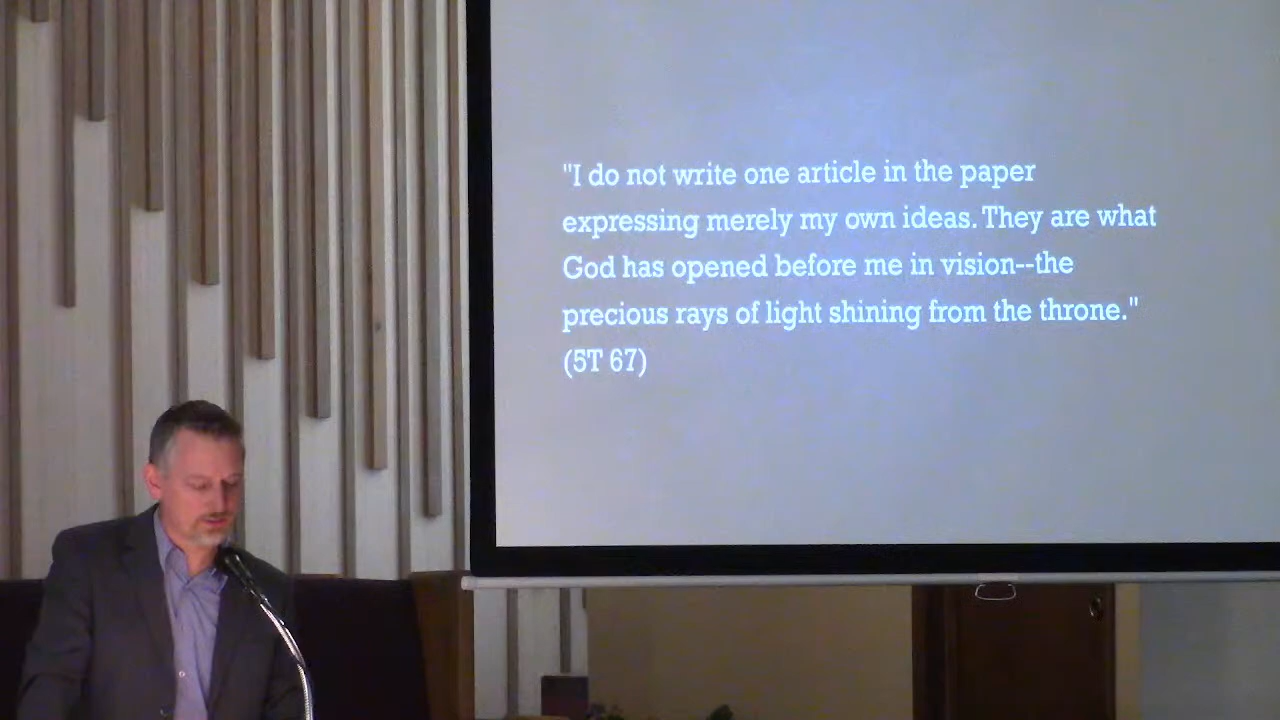 "I do not write one article in the paper
expressing merely my own ideas. They are what
God has opened before me in vision--the
precious rays of light shining from the throne."
(5T 67)